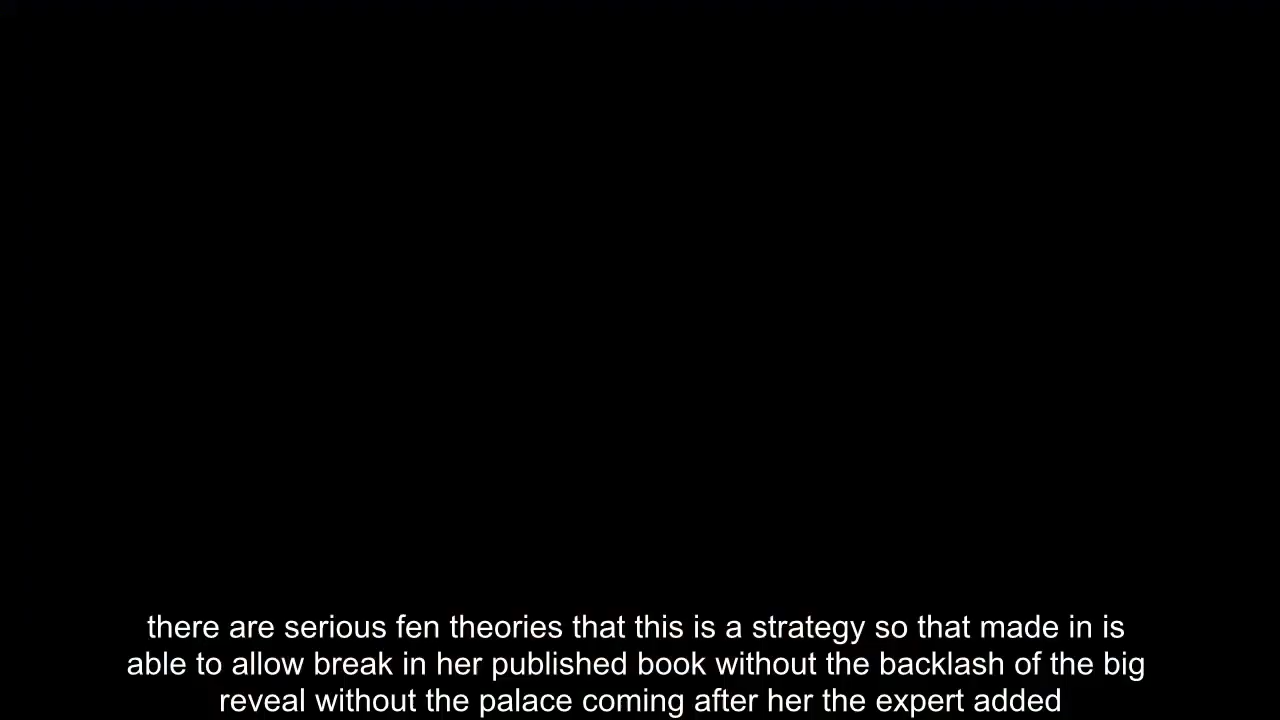 there are serious fen theories that this is a strategy so that made in is
able to allow break in her published book without the backlash of the big
reveal without the palace coming after her the expert added